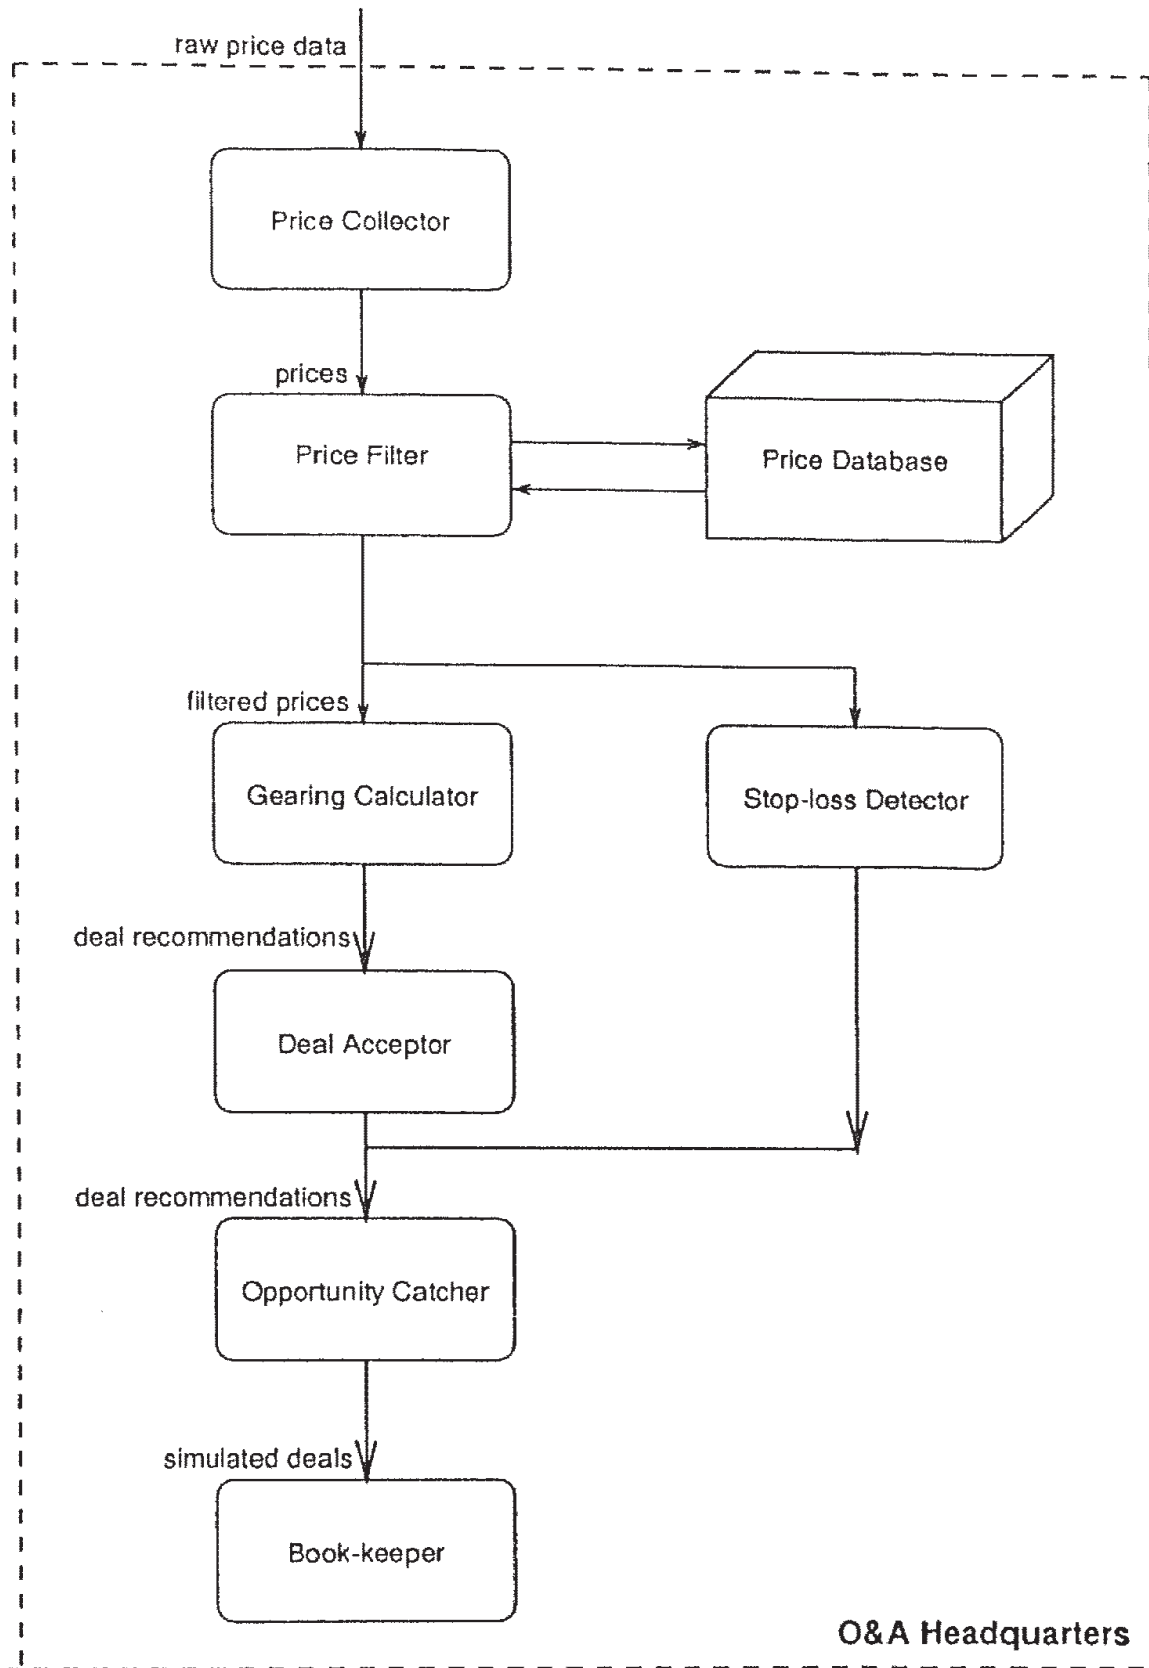 raw price data
Price Collector
prices
Price Filter
Price Database
filtered prices
Gearing Calculator
Stop-loss Detector
deal recommendations
Deal Acceptor
deal recommendations
Opportunity Catcher
simulated deals
Book-keeper
O&A Headquarters